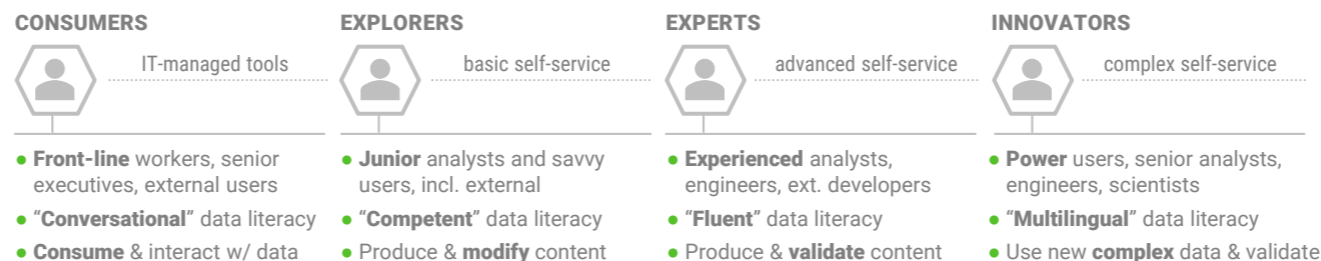 CONSUMERS
IT-managed tools
● Front-line workers, senior
executives, external users
● “Conversational” data literacy
● Consume & interact w/ data
EXPLORERS
basic self-service
● Junior analysts and savvy
users, incl. external
● “Competent” data literacy
● Produce & modify content
EXPERTS
advanced self-service
● Experienced analysts,
engineers, ext. developers
● “Fluent” data literacy
● Produce & validate content
INNOVATORS
complex self-service
● Power users, senior analysts,
engineers, scientists
● “Multilingual” data literacy
● Use new complex data & validate